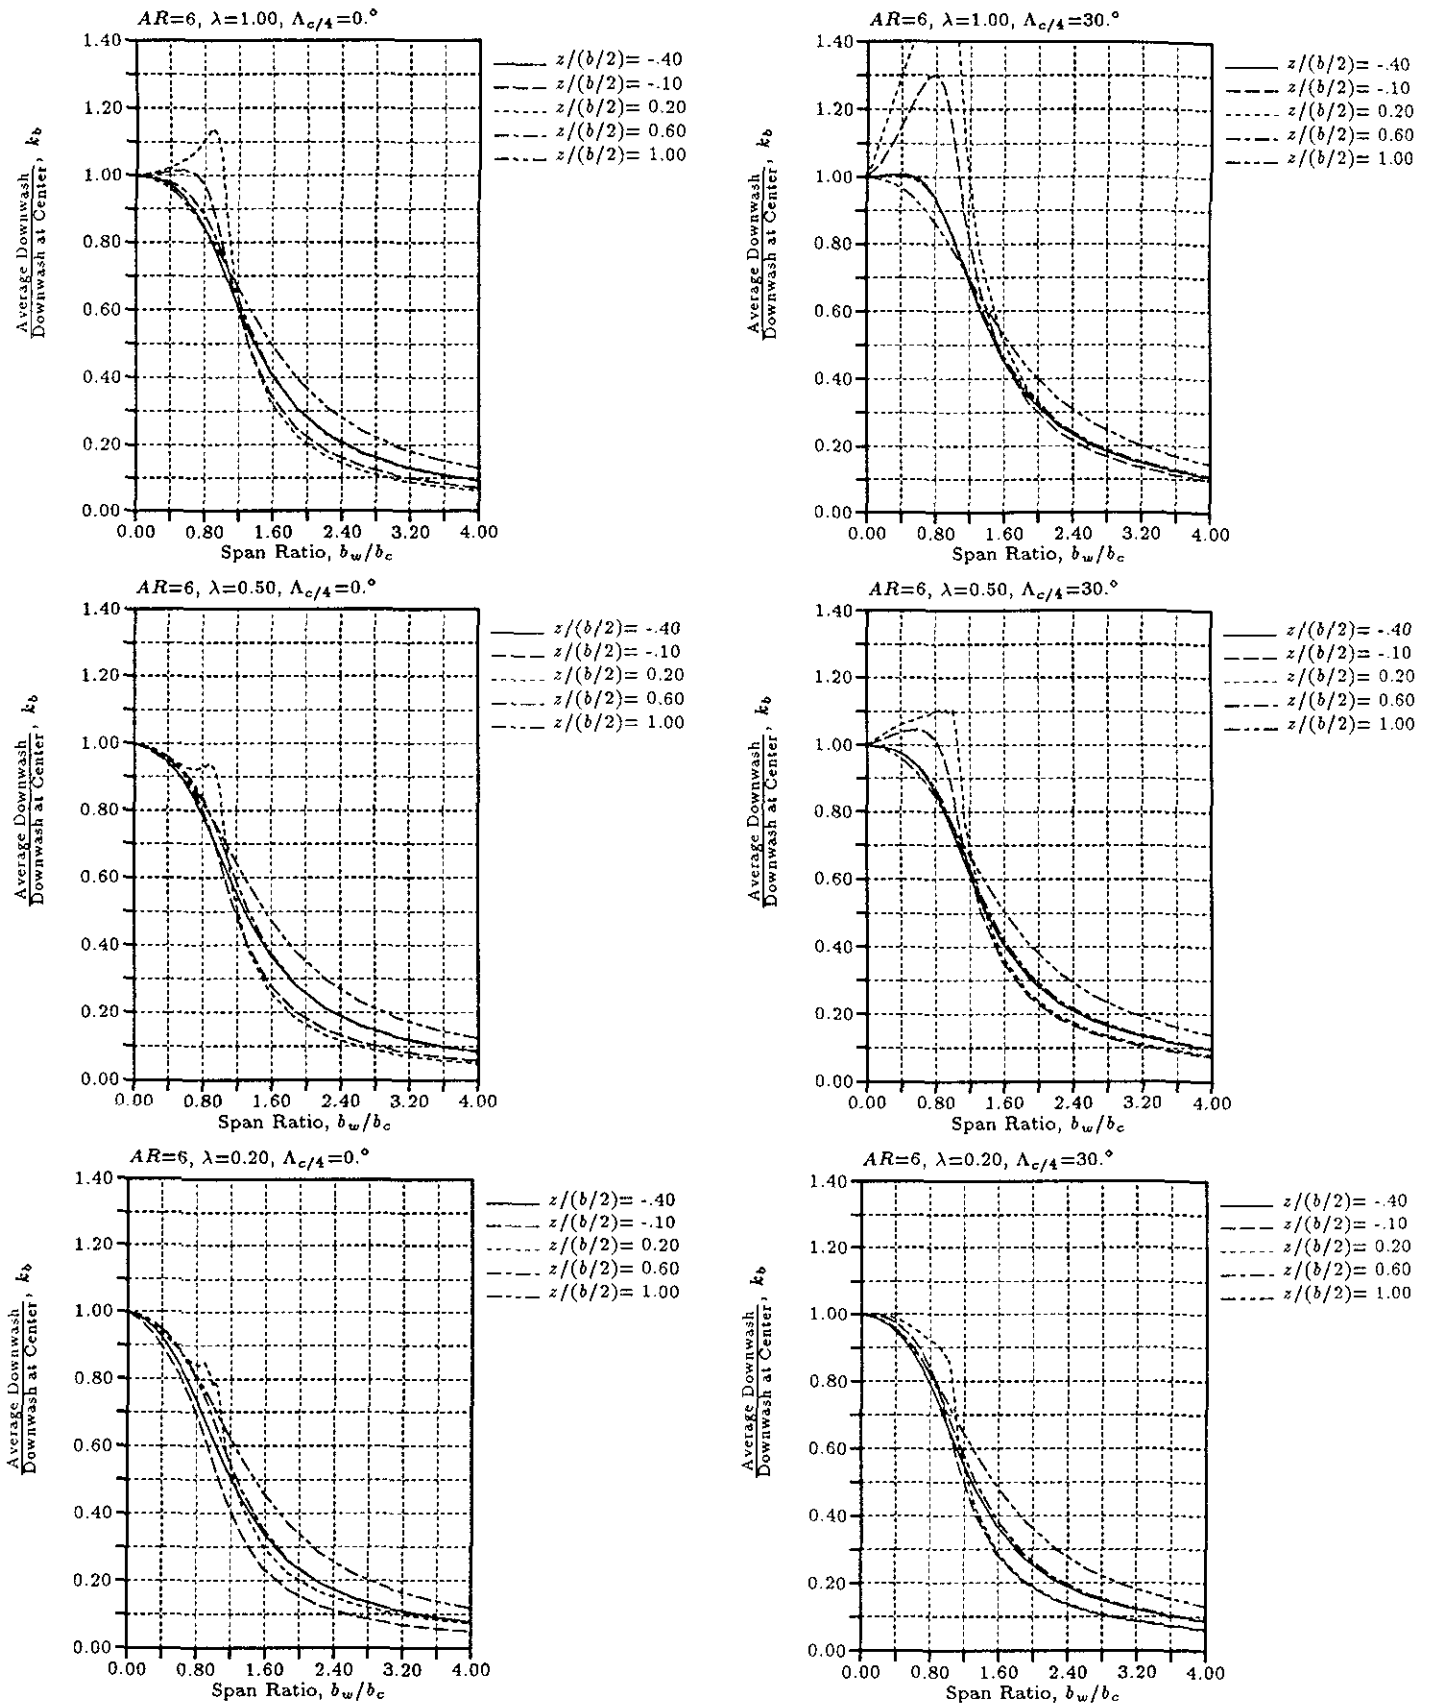 AR=6, λ=1.00, Λc/4=0.°
1.40
1.20
1.00
0.80
0.60
0.40
0.20
0.00
Average Downwash
Downwash at Center, kb
0.00 0.80 1.60 2.40 3.20 4.00
Span Ratio, bw/bc
z/(b/2)= -.40
z/(b/2)= -.10
z/(b/2)= 0.20
z/(b/2)= 0.60
z/(b/2)= 1.00
AR=6, λ=1.00, Λc/4=30.°
1.40
1.20
1.00
0.80
0.60
0.40
0.20
0.00
Average Downwash
Downwash at Center, kb
0.00 0.80 1.60 2.40 3.20 4.00
Span Ratio, bw/bc
z/(b/2)= -.40
z/(b/2)= -.10
z/(b/2)= 0.20
z/(b/2)= 0.60
z/(b/2)= 1.00
AR=6, λ=0.50, Λc/4=0.°
1.40
1.20
1.00
0.80
0.60
0.40
0.20
0.00
Average Downwash
Downwash at Center, kb
0.00 0.80 1.60 2.40 3.20 4.00
Span Ratio, bw/bc
z/(b/2)= -.40
z/(b/2)= -.10
z/(b/2)= 0.20
z/(b/2)= 0.60
z/(b/2)= 1.00
AR=6, λ=0.50, Λc/4=30.°
1.40
1.20
1.00
0.80
0.60
0.40
0.20
0.00
Average Downwash
Downwash at Center, kb
0.00 0.80 1.60 2.40 3.20 4.00
Span Ratio, bw/bc
z/(b/2)= -.40
z/(b/2)= -.10
z/(b/2)= 0.20
z/(b/2)= 0.60
z/(b/2)= 1.00
AR=6, λ=0.20, Λc/4=0.°
1.40
1.20
1.00
0.80
0.60
0.40
0.20
0.00
Average Downwash
Downwash at Center, kb
0.00 0.80 1.60 2.40 3.20 4.00
Span Ratio, bw/bc
z/(b/2)= -.40
z/(b/2)= -.10
z/(b/2)= 0.20
z/(b/2)= 0.60
z/(b/2)= 1.00
AR=6, λ=0.20, Λc/4=30.°
1.40
1.20
1.00
0.80
0.60
0.40
0.20
0.00
Average Downwash
Downwash at Center, kb
0.00 0.80 1.60 2.40 3.20 4.00
Span Ratio, bw/bc
z/(b/2)= -.40
z/(b/2)= -.10
z/(b/2)= 0.20
z/(b/2)= 0.60
z/(b/2)= 1.00